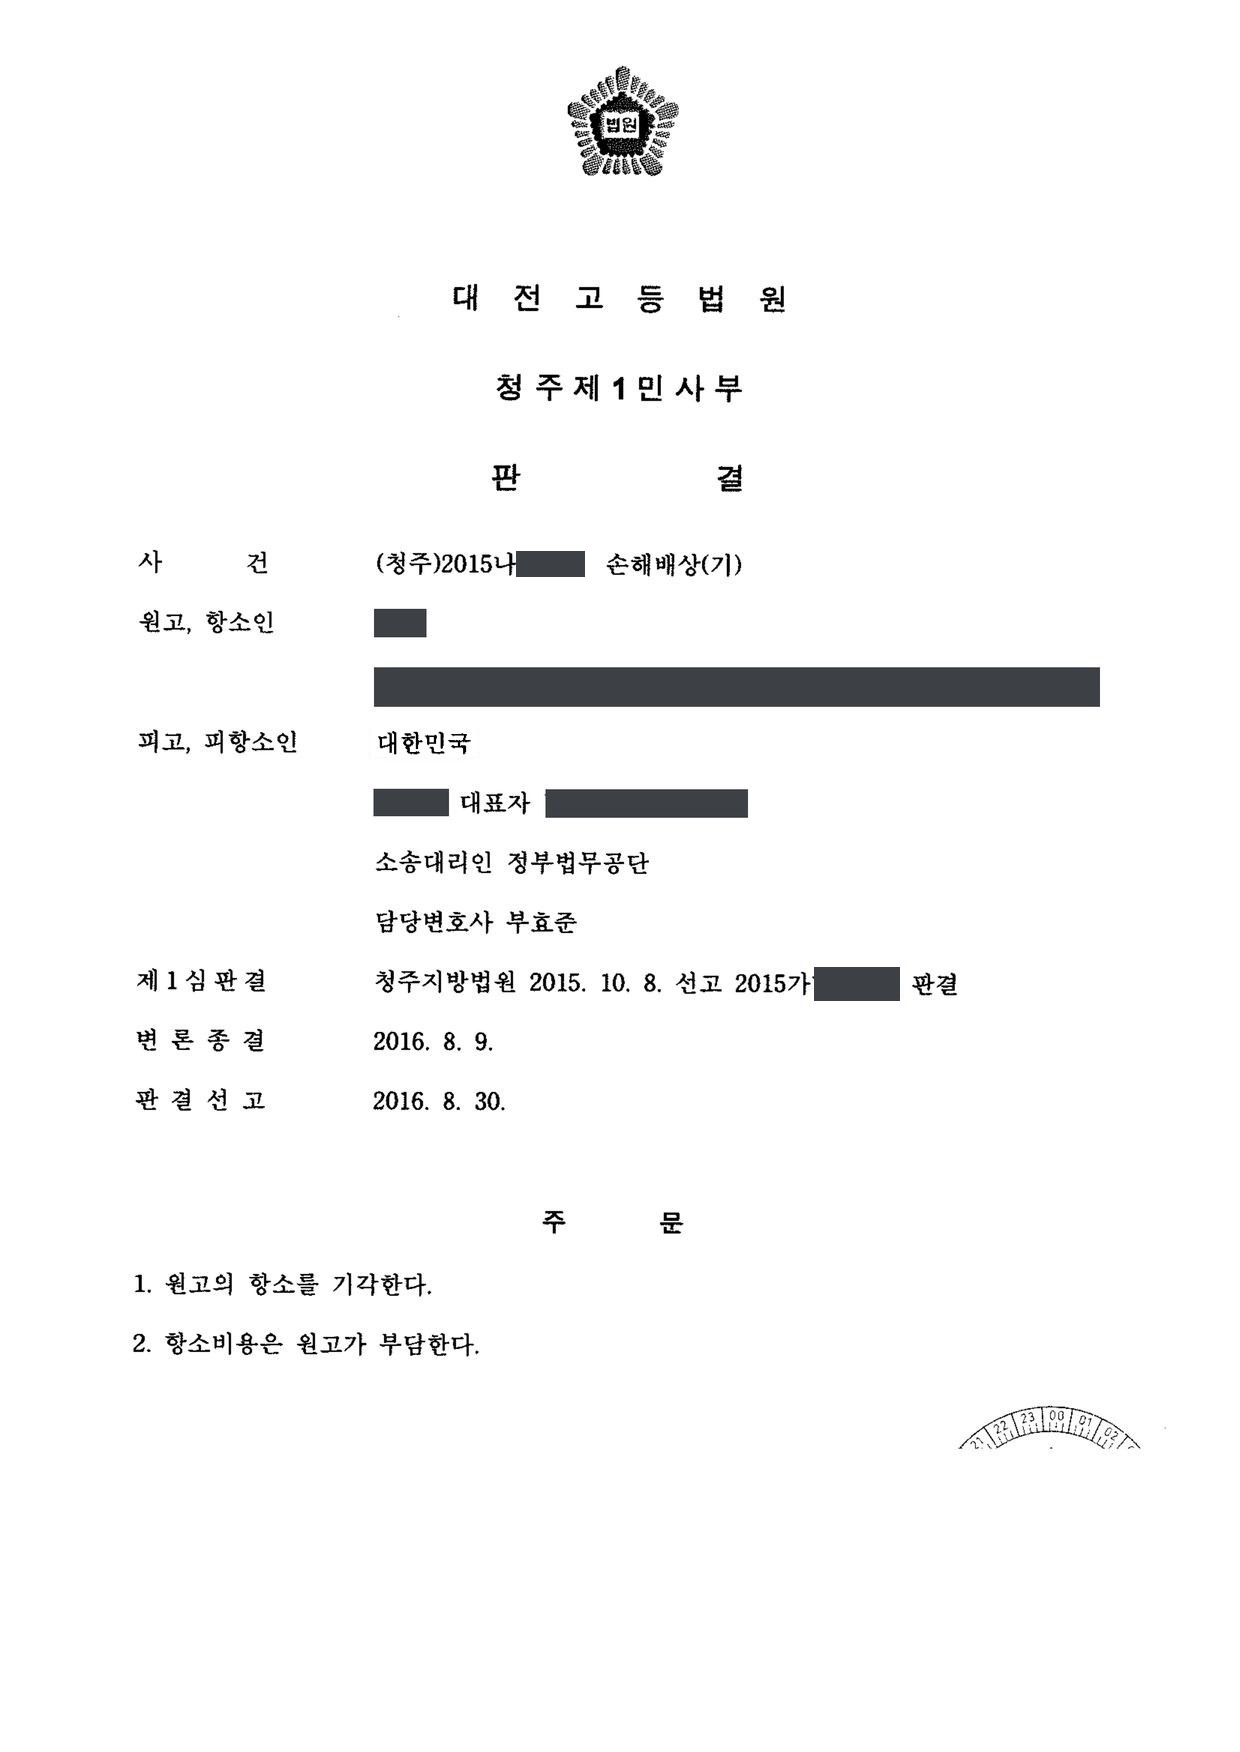 법원
대 전 고 등 법 원
청주제1민사부
판 결
사 건 (청주)2015나 손해배상(기)
원고, 항소인
피고, 피항소인 대한민국
대표자
소송대리인 정부법무공단
담당변호사 부효준
제1심판결 청주지방법원 2015. 10. 8. 선고 2015가 판결
변 론 종 결 2016. 8. 9.
판 결 선 고 2016. 8. 30.
주 문
1. 원고의 항소를 기각한다.
2. 항소비용은 원고가 부담한다.
21 22 23 00 01 02